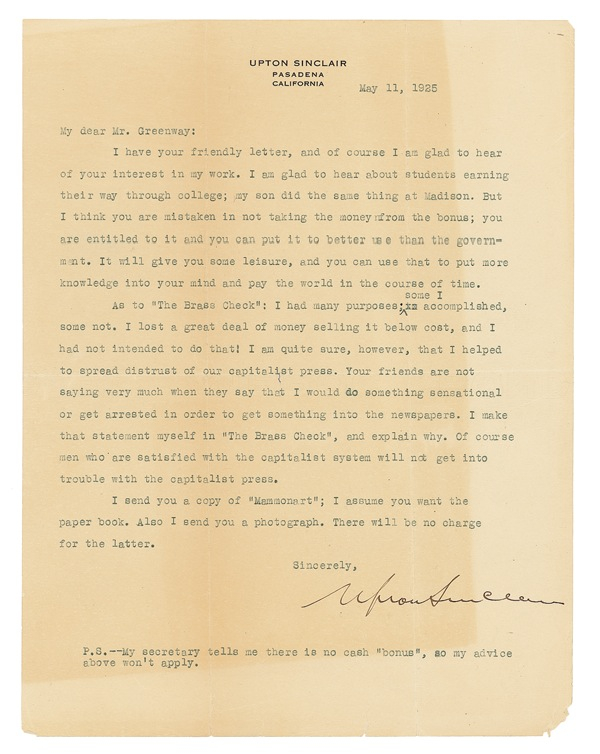 UPTON SINCLAIR
PASADENA
CALIFORNIA
May 11, 1925
My dear Mr. Greenway:
I have your friendly letter, and of course I am glad to hear
of your interest in my work. I am glad to hear about students earning
their way through college; my son did the same thing at Madison. But
I think you are mistaken in not taking the money from the bonus; you
are entitled to it and you can put it to better use than the govern-
ment. It will give you some leisure, and you can use that to put more
knowledge into your mind and pay the world in the course of time.
some I
As to "The Brass Check": I had many purposes; accomplished,
some not. I lost a great deal of money selling it below cost, and I
had not intended to do that! I am quite sure, however, that I helped
to spread distrust of our capitalist press. Your friends are not
saying very much when they say that I would do something sensational
or get arrested in order to get something into the newspapers. I make
that statement myself in "The Brass Check", and explain why. Of course
men who are satisfied with the capitalist system will not get into
trouble with the capitalist press.
I send you a copy of "Mammonart"; I assume you want the
paper book. Also I send you a photograph. There will be no charge
for the latter.
Sincerely,
Upton Sinclair
P.S.--My secretary tells me there is no cash "bonus", so my advice
above won't apply.